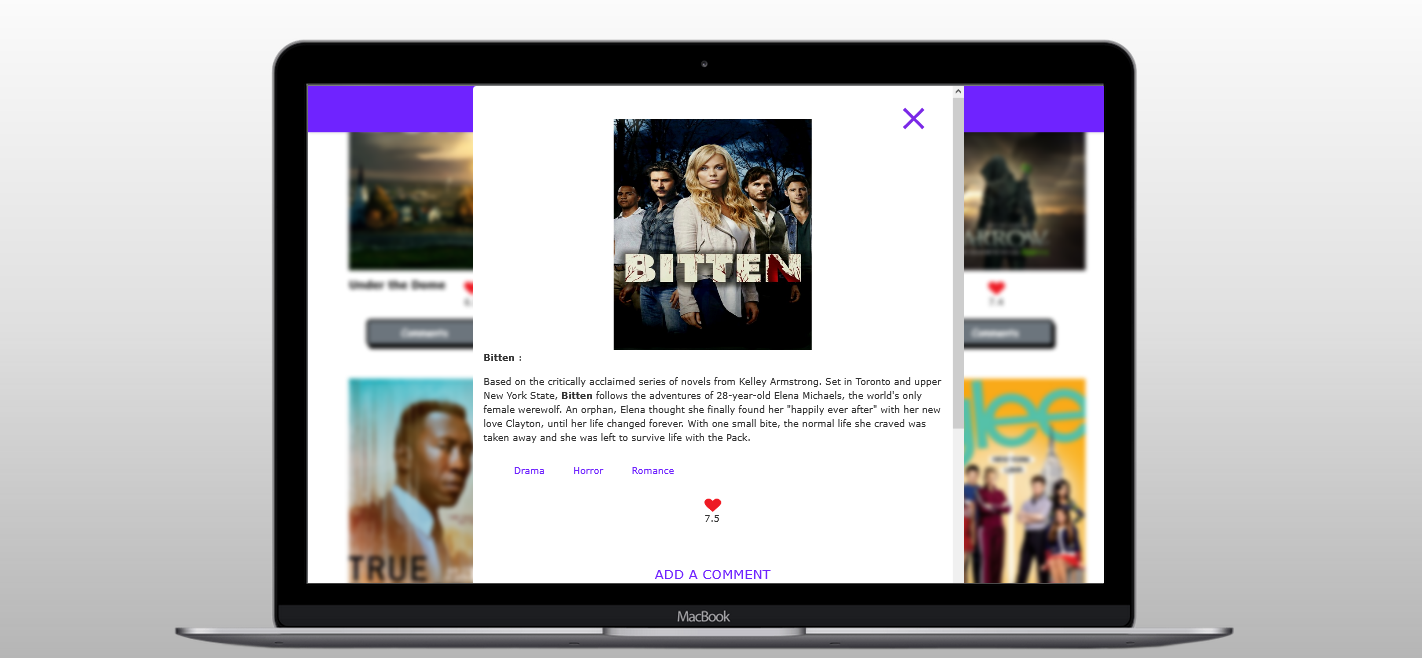 BITTEN
Under the Dome
7.4
Comments
Comments
Bitten :
Based on the critically acclaimed series of novels from Kelley Armstrong. Set in Toronto and upper
New York State, Bitten follows the adventures of 28-year-old Elena Michaels, the world's only
female werewolf. An orphan, Elena thought she finally found her "happily ever after" with her new
love Clayton, until her life changed forever. With one small bite, the normal life she craved was
taken away and she was left to survive life with the Pack.
Drama Horror Romance
glee
NEW YORK
7.5
TRUE
ADD A COMMENT
MacBook